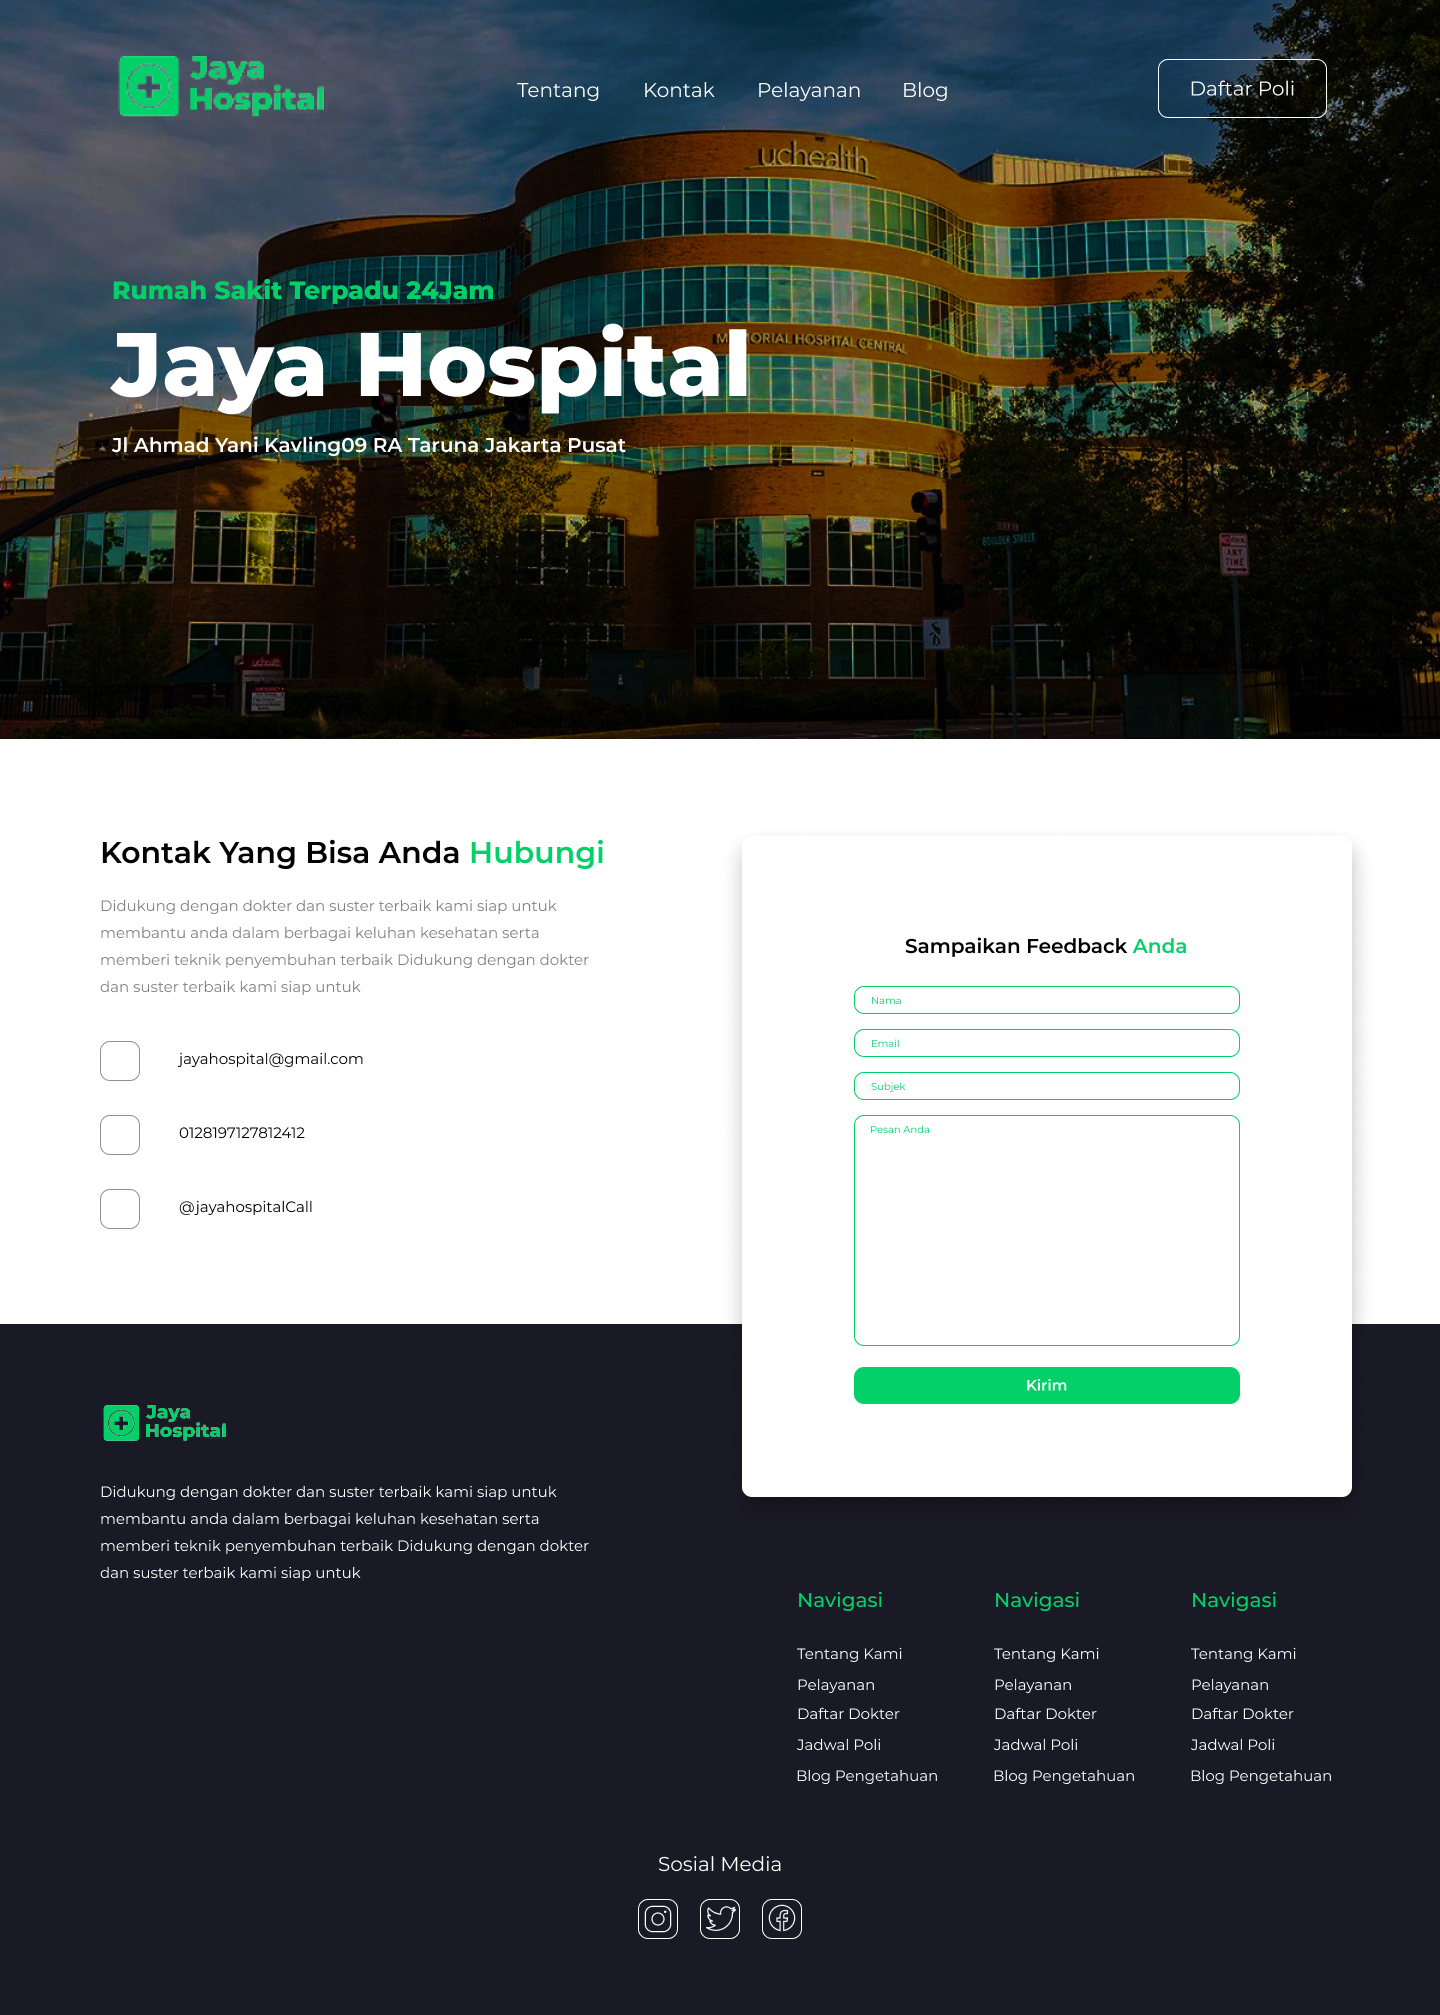 Jaya
Hospital
Tentang
Kontak
Pelayanan
Blog
Daftar Poli
uchealth
Rumah Sakit Terpadu 24Jam
Jaya Hospital
HOSPITAL CENTRAL
Jl Ahmad Yani Kavling09 RA Taruna Jakarta Pusat
BOULDER STREET
ANY
TIME
uchealth
Kontak Yang Bisa Anda Hubungi
Didukung dengan dokter dan suster terbaik kami siap untuk
membantu anda dalam berbagai keluhan kesehatan serta
memberi teknik penyembuhan terbaik Didukung dengan dokter
dan suster terbaik kami siap untuk
jayahospital@gmail.com
0128197127812412
@jayahospitalCall
Sampaikan Feedback Anda
Nama
Email
Subjek
Pesan Anda
Kirim
Jaya
Hospital
Didukung dengan dokter dan suster terbaik kami siap untuk
membantu anda dalam berbagai keluhan kesehatan serta
memberi teknik penyembuhan terbaik Didukung dengan dokter
dan suster terbaik kami siap untuk
Navigasi
Tentang Kami
Pelayanan
Daftar Dokter
Jadwal Poli
Blog Pengetahuan
Navigasi
Tentang Kami
Pelayanan
Daftar Dokter
Jadwal Poli
Blog Pengetahuan
Navigasi
Tentang Kami
Pelayanan
Daftar Dokter
Jadwal Poli
Blog Pengetahuan
Sosial Media